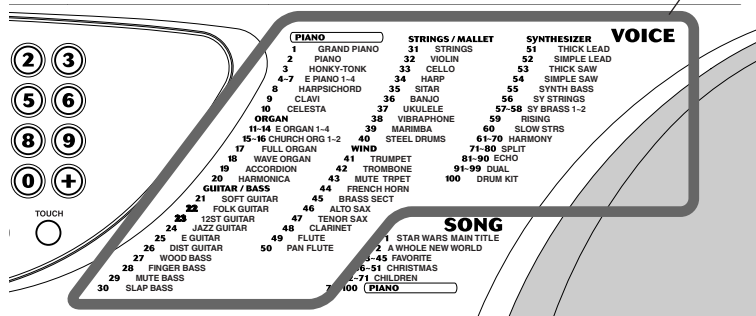 VOICE
PIANO
1 GRAND PIANO
2 PIANO
3 HONKY-TONK
4~7 E PIANO 1~4
8 HARPSICHORD
9 CLAVI
10 CELESTA
ORGAN
11~14 E ORGAN 1~4
15~16 CHURCH ORG 1~2
17 FULL ORGAN
18 WAVE ORGAN
19 ACCORDION
20 HARMONICA
GUITAR / BASS
21 SOFT GUITAR
22 FOLK GUITAR
23 12ST GUITAR
24 JAZZ GUITAR
25 E GUITAR
26 DIST GUITAR
27 WOOD BASS
28 FINGER BASS
29 MUTE BASS
30 SLAP BASS
STRINGS / MALLET
31 STRINGS
32 VIOLIN
33 CELLO
34 HARP
35 SITAR
36 BANJO
37 UKULELE
38 VIBRAPHONE
39 MARIMBA
40 STEEL DRUMS
WIND
41 TRUMPET
42 TROMBONE
43 MUTE TRPET
44 FRENCH HORN
45 BRASS SECT
46 ALTO SAX
47 TENOR SAX
48 CLARINET
49 FLUTE
50 PAN FLUTE
SYNTHESIZER
51 THICK LEAD
52 SIMPLE LEAD
53 THICK SAW
54 SIMPLE SAW
55 SYNTH BASS
56 SY STRINGS
57~58 SY BRASS 1~2
59 RISING
60 SLOW STRS
61~70 HARMONY
71~80 SPLIT
81~90 ECHO
91~99 DUAL
100 DRUM KIT
SONG
1 STAR WARS MAIN TITLE
2 A WHOLE NEW WORLD
~45 FAVORITE
~51 CHRISTMAS
~71 CHILDREN
100 PIANO
2 3
5 6
8 9
0 +
TOUCH